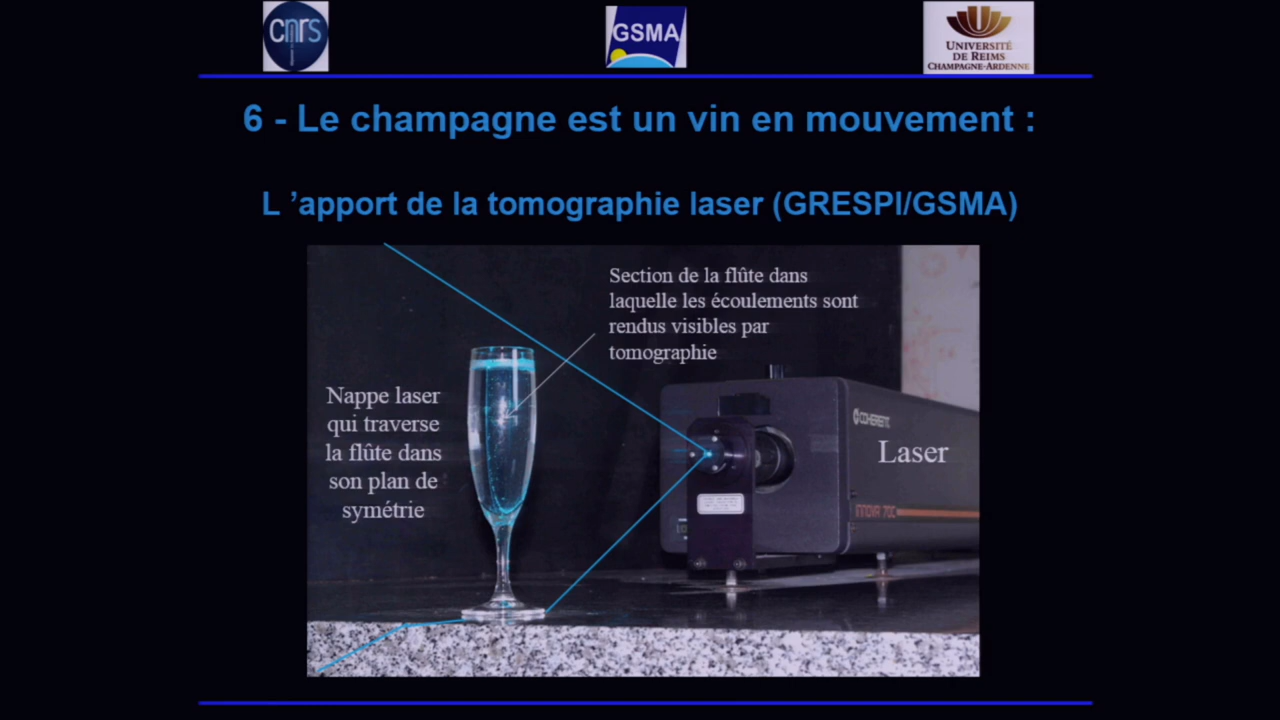 cnrs
GSMA
UNIVERSITÉ
DE REIMS
CHAMPAGNE-ARDENNE
6 - Le champagne est un vin en mouvement :
L ’apport de la tomographie laser (GRESPI/GSMA)
Section de la flûte dans
laquelle les écoulements sont
rendus visibles par
tomographie
Nappe laser
qui traverse
la flûte dans
son plan de
symétrie
COHERENT
Laser
INNOVA 70C